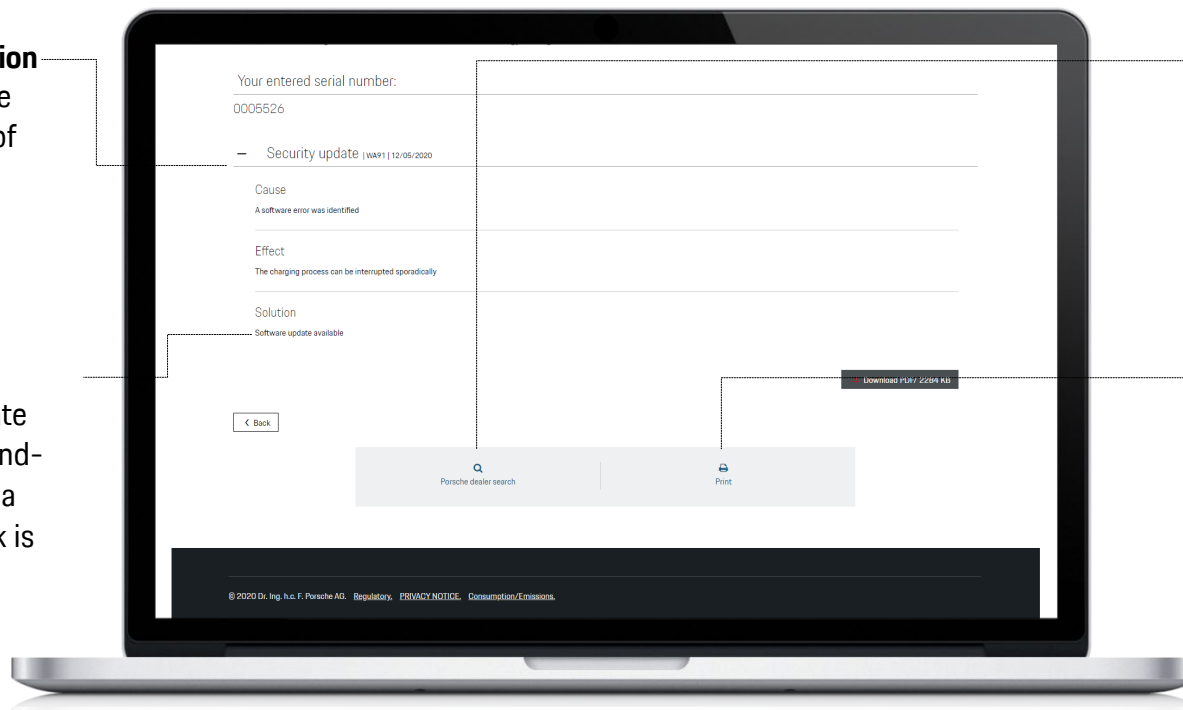 ion
e
of
te
nd-
a
k is
Your entered serial number:
0005526
– Security update | WA91 | 12/05/2020
Cause
A software error was identified
Effect
The charging process can be interrupted sporadically
Solution
Software update available
Download PDF/ 2284 KB
Back
Porsche dealer search
Print
© 2020 Dr. Ing. h.c. F. Porsche AG. Regulatory. PRIVACY NOTICE. Consumption/Emissions.